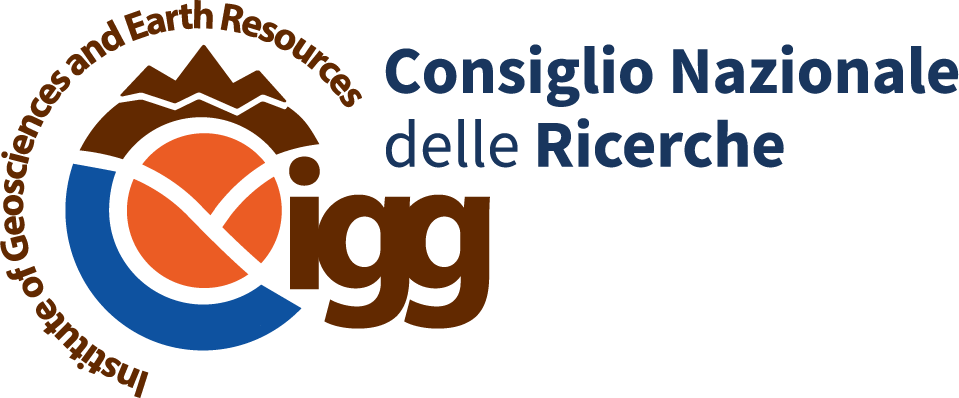 Institute of Geosciences and Earth Resources
Consiglio Nazionale
delle Ricerche
igg